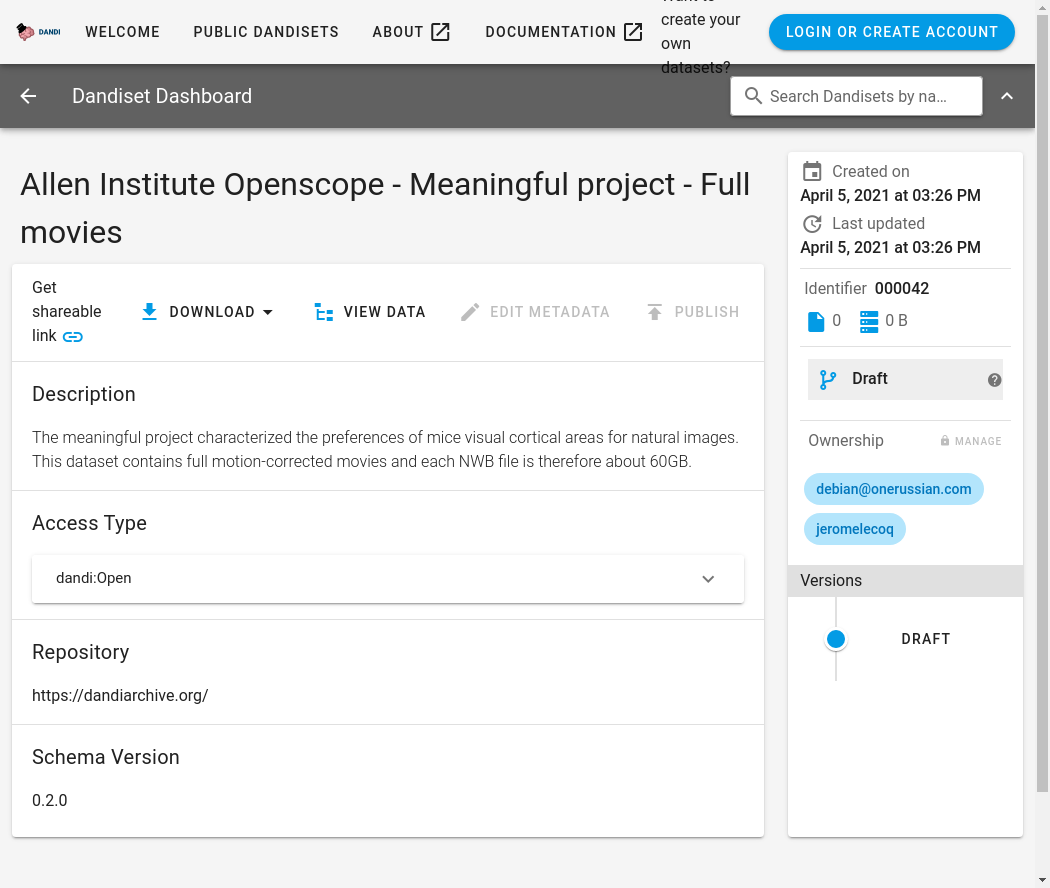 DANDI
WELCOME
PUBLIC DANDISETS
ABOUT
DOCUMENTATION
create your
own
datasets?
LOGIN OR CREATE ACCOUNT
Dandiset Dashboard
Search Dandisets by na...
Allen Institute Openscope - Meaningful project - Full
movies
Get
shareable
link
DOWNLOAD
VIEW DATA
EDIT METADATA
PUBLISH
Description
The meaningful project characterized the preferences of mice visual cortical areas for natural images.
This dataset contains full motion-corrected movies and each NWB file is therefore about 60GB.
Access Type
dandi:Open
Repository
https://dandiarchive.org/
Schema Version
0.2.0
Created on
April 5, 2021 at 03:26 PM
Last updated
April 5, 2021 at 03:26 PM
Identifier 000042
0
0 B
Draft
Ownership
MANAGE
debian@onerussian.com
jeromelecoq
Versions
DRAFT